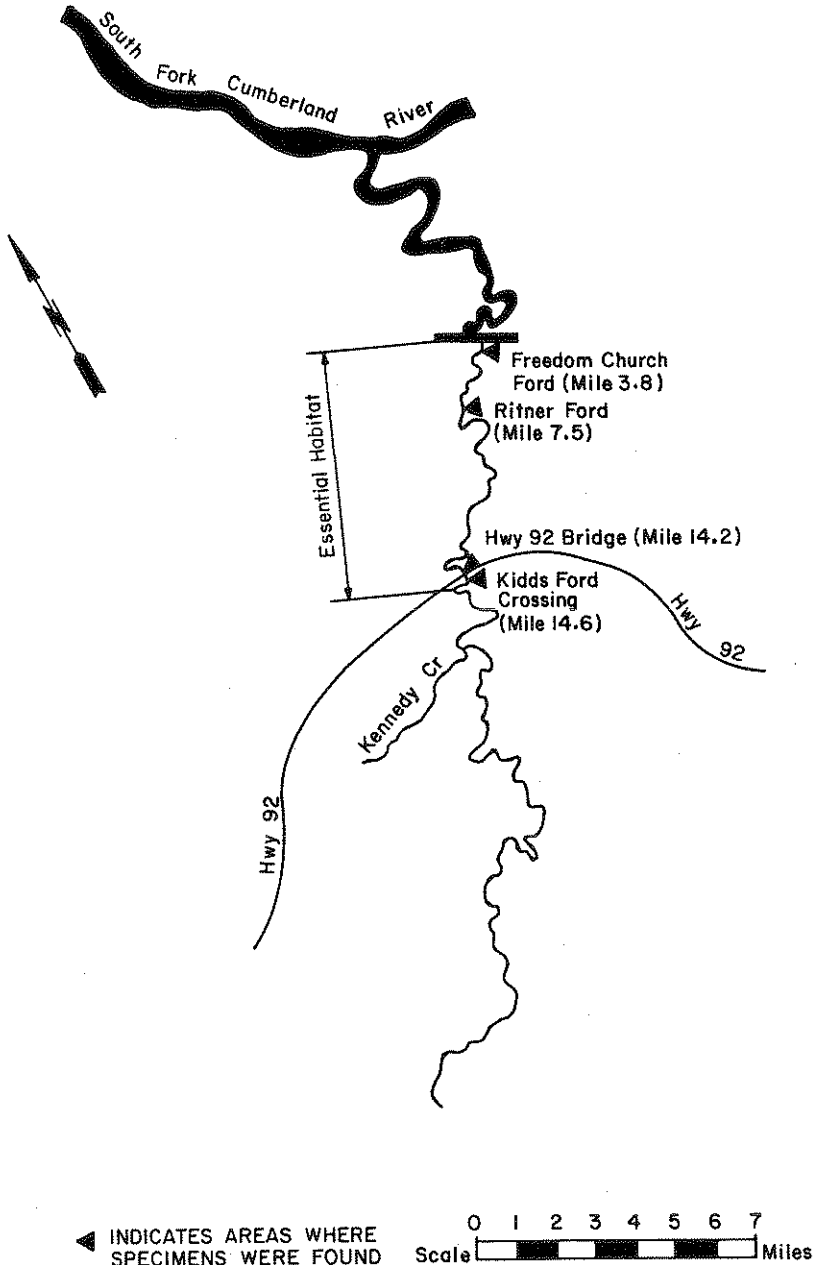 South Fork Cumberland River
Freedom Church
Ford (Mile 3.8)
Ritner Ford
(Mile 7.5)
Essential Habitat
Hwy 92 Bridge (Mile 14.2)
Kidds Ford
Crossing
(Mile 14.6)
Hwy 92
Kennedy Cr
Hwy 92
INDICATES AREAS WHERE
SPECIMENS WERE FOUND
0 1 2 3 4 5 6 7
Scale Miles